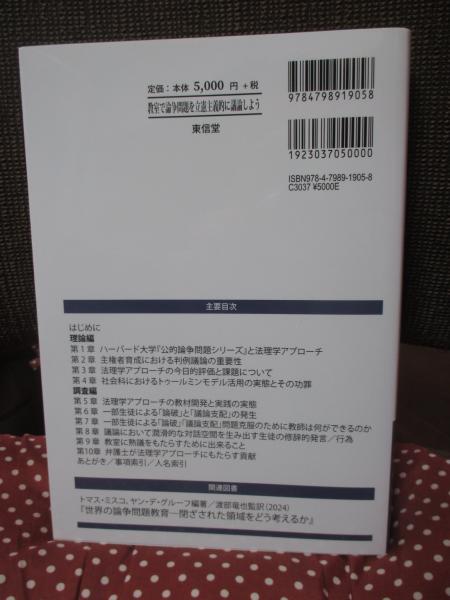 定価：本体 5,000 円 +税
教室で論争問題を立憲主義的に議論しよう
東信堂
9784798919058
1923037050000
ISBN978-4-7989-1905-8
C3037 ¥5000E
主要目次
はじめに
理論編
第1章 ハーバード大学『公的論争問題シリーズ』と法理学アプローチ
第2章 主権者育成における判例議論の重要性
第3章 法理学アプローチの今日的評価と課題について
第4章 社会科におけるトゥールミンモデル活用の実態とその功罪
調査編
第5章 法理学アプローチの教材開発と実践の実態
第6章 一部生徒による「論破」と「議論支配」の発生
第7章 一部生徒による「論破」「議論支配」問題克服のために教師は何ができるのか
第8章 議論において潤滑的な対話空間を生み出す生徒の修辞的発言／行為
第9章 教室に熟議をもたらすために出来ること
第10章 弁護士が法理学アプローチにもたらす貢献
あとがき／事項索引／人名索引
関連図書
トマス・ミスコ、ヤン・デ・グルーフ編著／渡部竜也監訳（2024）
『世界の論争問題教育―閉ざされた領域をどう考えるか』